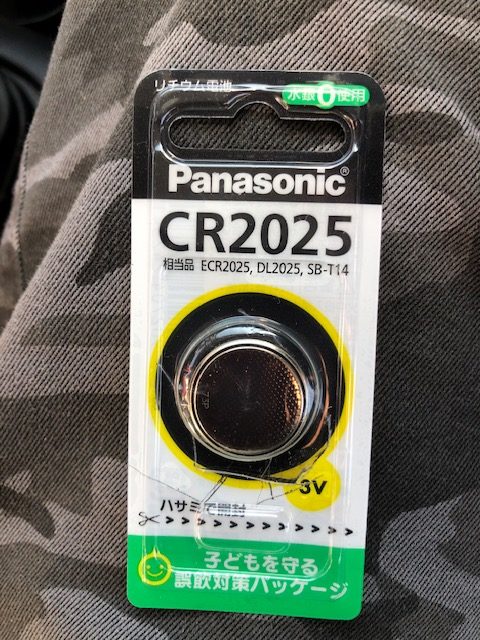 リチウム電池
水銀0使用
Panasonic®
CR2025
相当品 ECR2025, DL2025, SB-T14
3V
ハサミで開封
子どもを守る
誤飲対策パッケージ